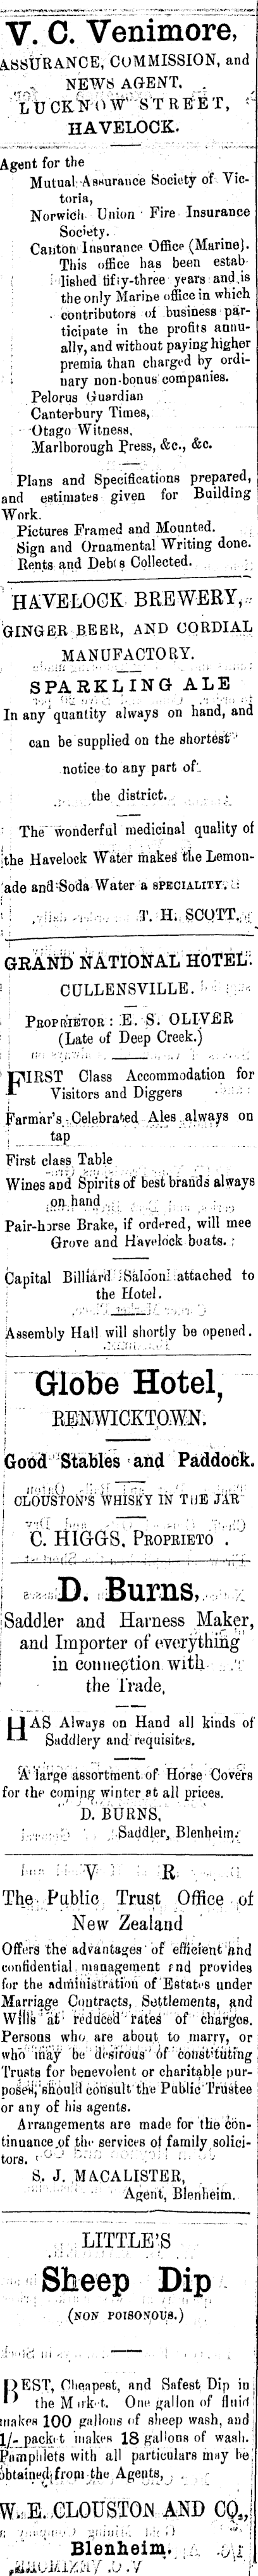 V. C. Venimore,
ASSURANCE, COMMISSION, and
NEWS AGENT.
LUCKNOW STREET,
HAVELOCK.
Agent for the
Mutual Assurance Society of Vic-
toria,
Norwich Union Fire Insurance
Society.
Canton Insurance Office (Marine).
This office has been estab
lished fifty-three years and is
the only Marine office in which
contributors of business par-
ticipate in the profits annu-
ally, and without paying higher
premia than charged by ordi-
nary non-bonus companies.
Pelorus Guardian
Canterbury Times,
Otago Witness,
Marlborough Press, &c., &c.
Plans and Specifications prepared,
and estimates given for Building
Work.
Pictures Framed and Mounted.
Sign and Ornamental Writing done.
Rents and Debts Collected.
HAVELOCK BREWERY,
GINGER BEER, AND CORDIAL
MANUFACTORY.
SPARKLING ALE
In any quantity always on hand, and
can be supplied on the shortest
notice to any part of
the district.
The wonderful medicinal quality of
the Havelock Water makes the Lemon-
ade and Soda Water a SPECIALITY.
T. H. SCOTT.
GRAND NATIONAL HOTEL.
CULLENSVILLE.
PROPRIETOR : E. S. OLIVER
(Late of Deep Creek.)
FIRST Class Accommodation for
Visitors and Diggers
Farmar's Celebrated Ales always on
tap
First class Table
Wines and Spirits of best brands always
on hand
Pair-horse Brake, if ordered, will mee
Grove and Havelock boats.
Capital Billiard Saloon attached to
the Hotel.
Assembly Hall will shortly be opened.
Globe Hotel,
RENWICKTOWN.
Good Stables and Paddock.
CLOUSTON'S WHISKY IN THE JAR
C. HIGGS, PROPRIETO .
D. Burns,
Saddler and Harness Maker,
and Importer of everything
in connection with
the Trade,
HAS Always on Hand all kinds of
Saddlery and requisites.
A large assortment of Horse Covers
for the coming winter at all prices.
D. BURNS,
Saddler, Blenheim.
V R
The Public Trust Office of
New Zealand
Offers the advantages of efficient and
confidential management and provides
for the administration of Estates under
Marriage Contracts, Settlements, and
Wills at reduced rates of charges.
Persons who are about to marry, or
who may be desirous of constituting
Trusts for benevolent or charitable pur-
poses, should consult the Public Trustee
or any of his agents.
Arrangements are made for the con-
tinuance of the services of family solici-
tors.
S. J. MACALISTER,
Agent, Blenheim.
LITTLE'S
Sheep Dip
(NON POISONOUS.)
BEST, Cheapest, and Safest Dip in
the Market. One gallon of fluid
makes 100 gallons of sheep wash, and
1/- packet makes 18 gallons of wash.
Pamphlets with all particulars may be
obtained from the Agents,
W. E. CLOUSTON AND CO.,
Blenheim.